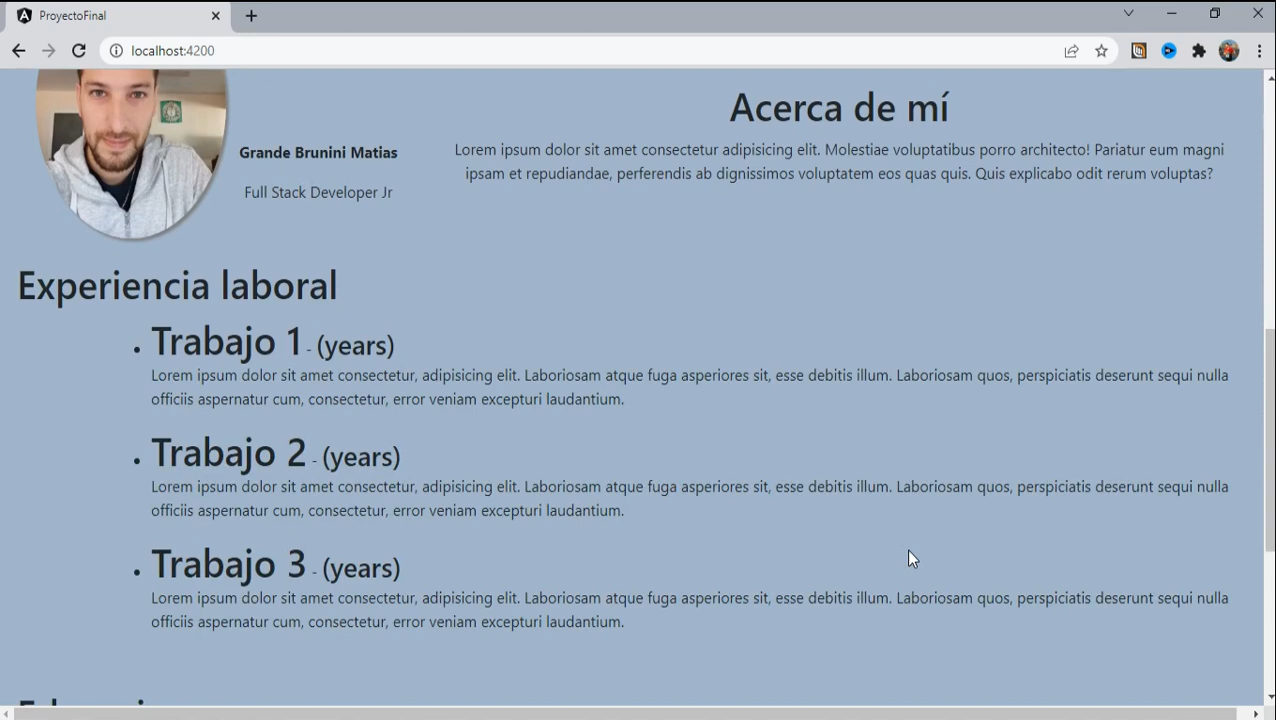 ProyectoFinal
localhost:4200
Acerca de mí
Grande Brunini Matias
Full Stack Developer Jr
Lorem ipsum dolor sit amet consectetur adipisicing elit. Molestiae voluptatibus porro architecto! Pariatur eum magni
ipsam et repudiandae, perferendis ab dignissimos voluptatem eos quas quis. Quis explicabo odit rerum voluptas?
Experiencia laboral
Trabajo 1 - (years)
Lorem ipsum dolor sit amet consectetur, adipisicing elit. Laboriosam atque fuga asperiores sit, esse debitis illum. Laboriosam quos, perspiciatis deserunt sequi nulla
officiis aspernatur cum, consectetur, error veniam excepturi laudantium.
Trabajo 2 - (years)
Lorem ipsum dolor sit amet consectetur, adipisicing elit. Laboriosam atque fuga asperiores sit, esse debitis illum. Laboriosam quos, perspiciatis deserunt sequi nulla
officiis aspernatur cum, consectetur, error veniam excepturi laudantium.
Trabajo 3 - (years)
Lorem ipsum dolor sit amet consectetur, adipisicing elit. Laboriosam atque fuga asperiores sit, esse debitis illum. Laboriosam quos, perspiciatis deserunt sequi nulla
officiis aspernatur cum, consectetur, error veniam excepturi laudantium.